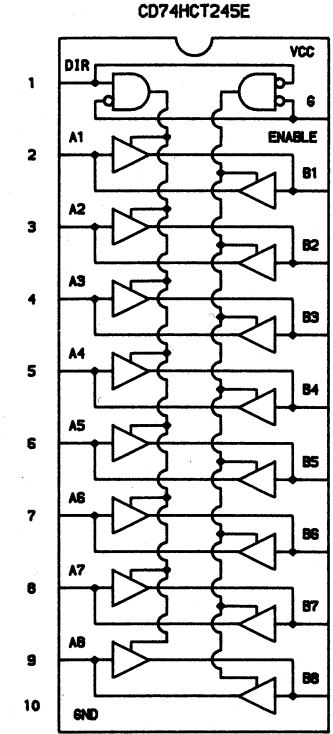 CD74HCT245E
VCC
DIR
1
G
ENABLE
A1
2
B1
A2
3
B2
A3
4
B3
A4
5
B4
A5
6
B5
A6
7
B6
A7
8
B7
A8
9
B8
10
GND